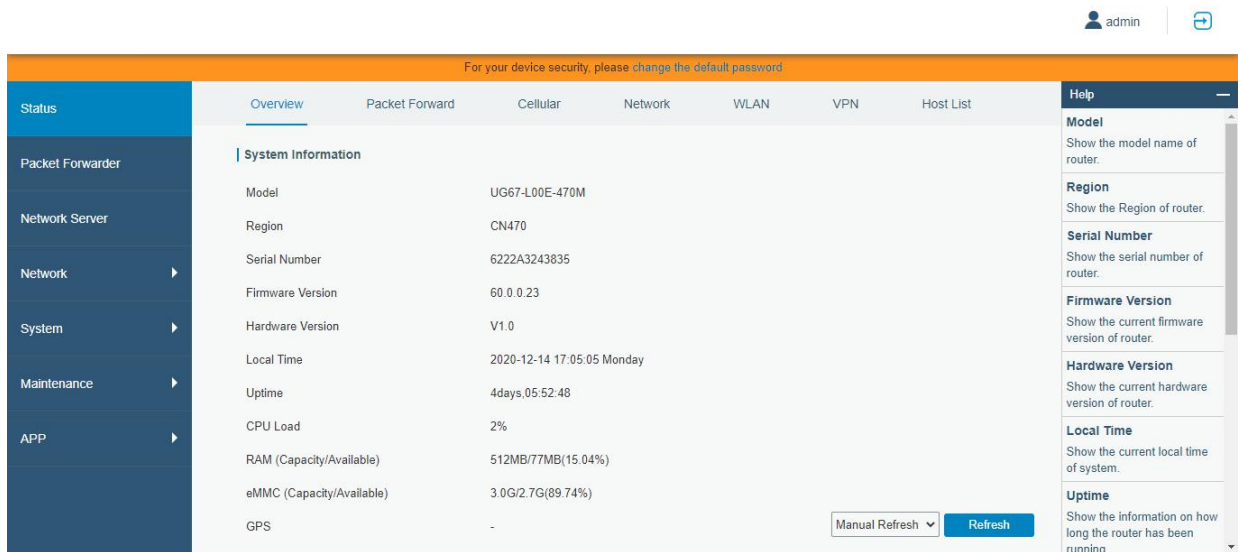 admin
For your device security, please change the default password
Status
Packet Forwarder
Network Server
Network
System
Maintenance
APP
Overview Packet Forward Cellular Network WLAN VPN Host List
System Information
Model UG67-L00E-470M
Region CN470
Serial Number 6222A3243835
Firmware Version 60.0.0.23
Hardware Version V1.0
Local Time 2020-12-14 17:05:05 Monday
Uptime 4days,05:52:48
CPU Load 2%
RAM (Capacity/Available) 512MB/77MB(15.04%)
eMMC (Capacity/Available) 3.0G/2.7G(89.74%)
GPS -
Manual Refresh Refresh
Help
Model
Show the model name of
router.
Region
Show the Region of router.
Serial Number
Show the serial number of
router.
Firmware Version
Show the current firmware
version of router.
Hardware Version
Show the current hardware
version of router.
Local Time
Show the current local time
of system.
Uptime
Show the information on how
long the router has been
running